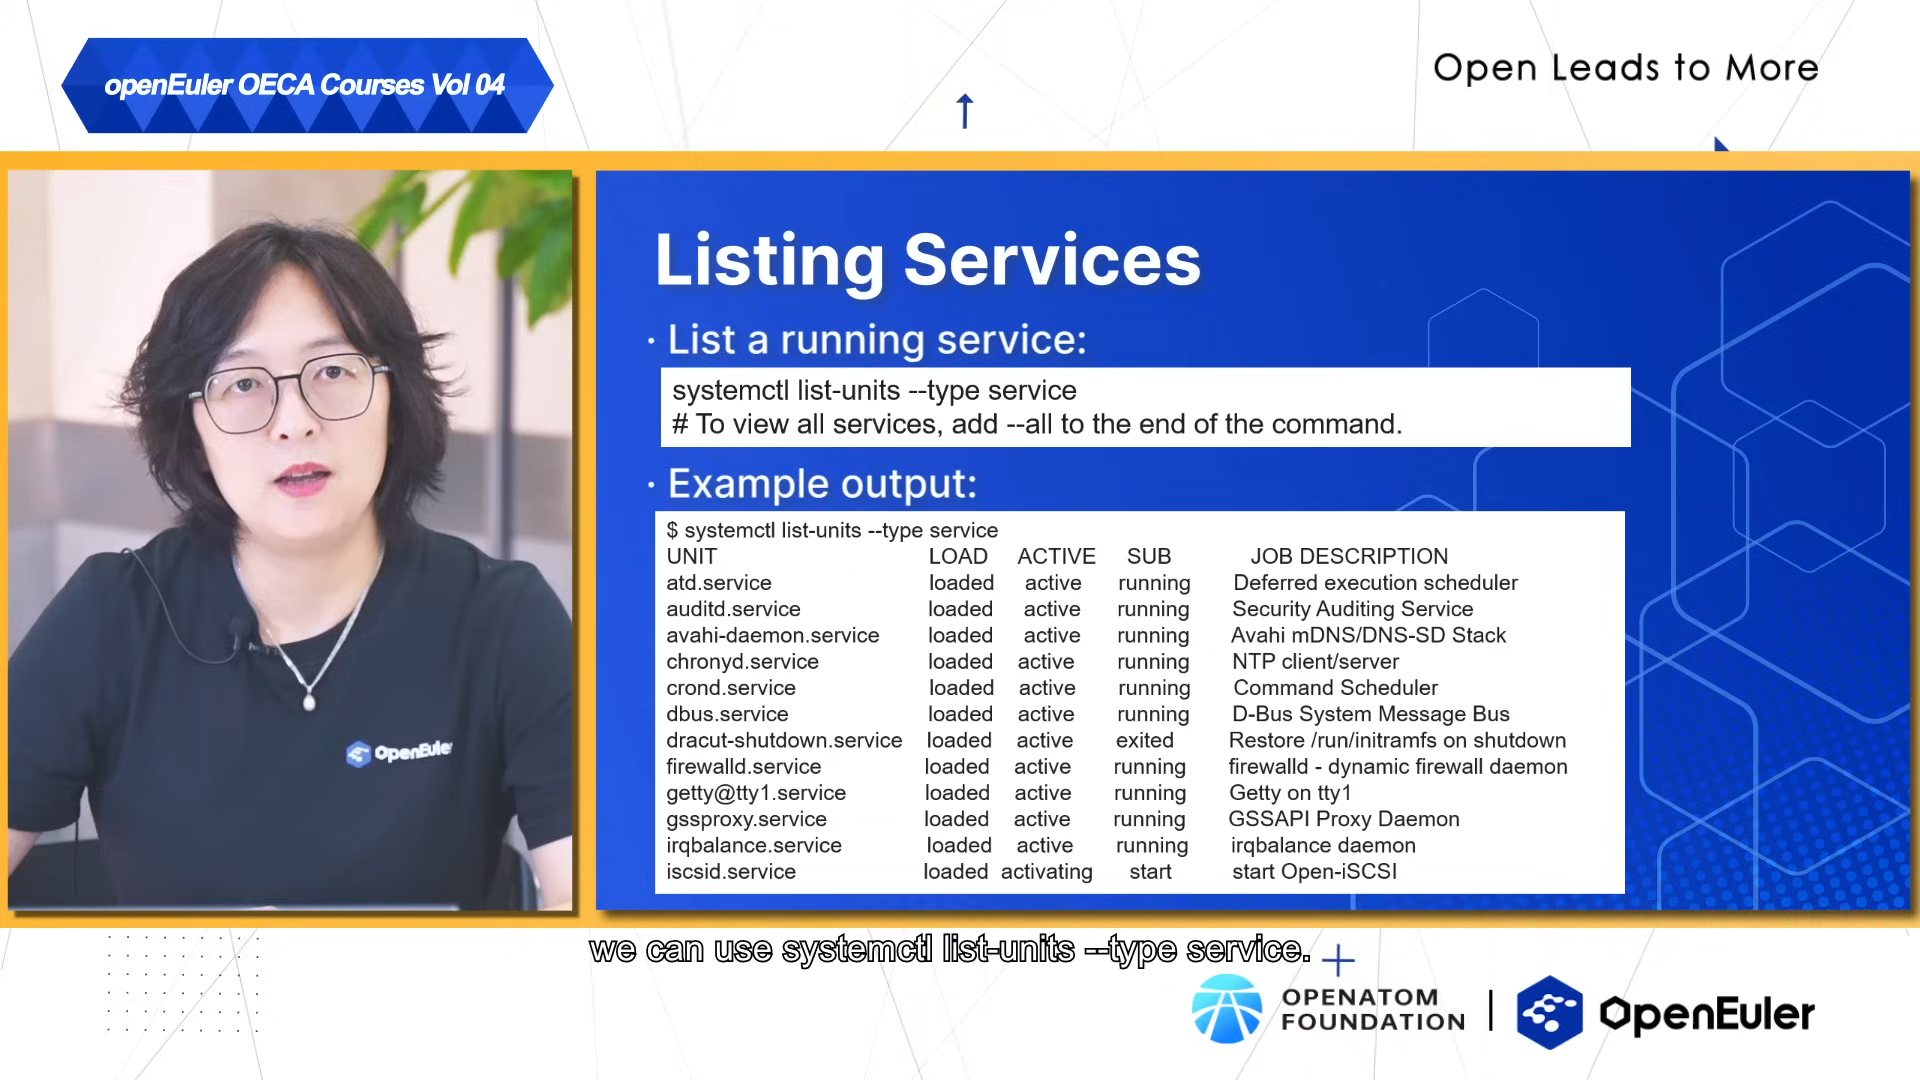 openEuler OECA Courses Vol 04
Open Leads to More
Listing Services
· List a running service:
systemctl list-units --type service
# To view all services, add --all to the end of the command.
· Example output:
$ systemctl list-units --type service
UNIT LOAD ACTIVE SUB JOB DESCRIPTION
atd.service loaded active running Deferred execution scheduler
auditd.service loaded active running Security Auditing Service
avahi-daemon.service loaded active running Avahi mDNS/DNS-SD Stack
chronyd.service loaded active running NTP client/server
crond.service loaded active running Command Scheduler
dbus.service loaded active running D-Bus System Message Bus
dracut-shutdown.service loaded active exited Restore /run/initramfs on shutdown
firewalld.service loaded active running firewalld - dynamic firewall daemon
getty@tty1.service loaded active running Getty on tty1
gssproxy.service loaded active running GSSAPI Proxy Daemon
irqbalance.service loaded active running irqbalance daemon
iscsid.service loaded activating start start Open-iSCSI
OpenEuler
we can use systemctl list-units --type service.
OPENATOM
FOUNDATION
OpenEuler